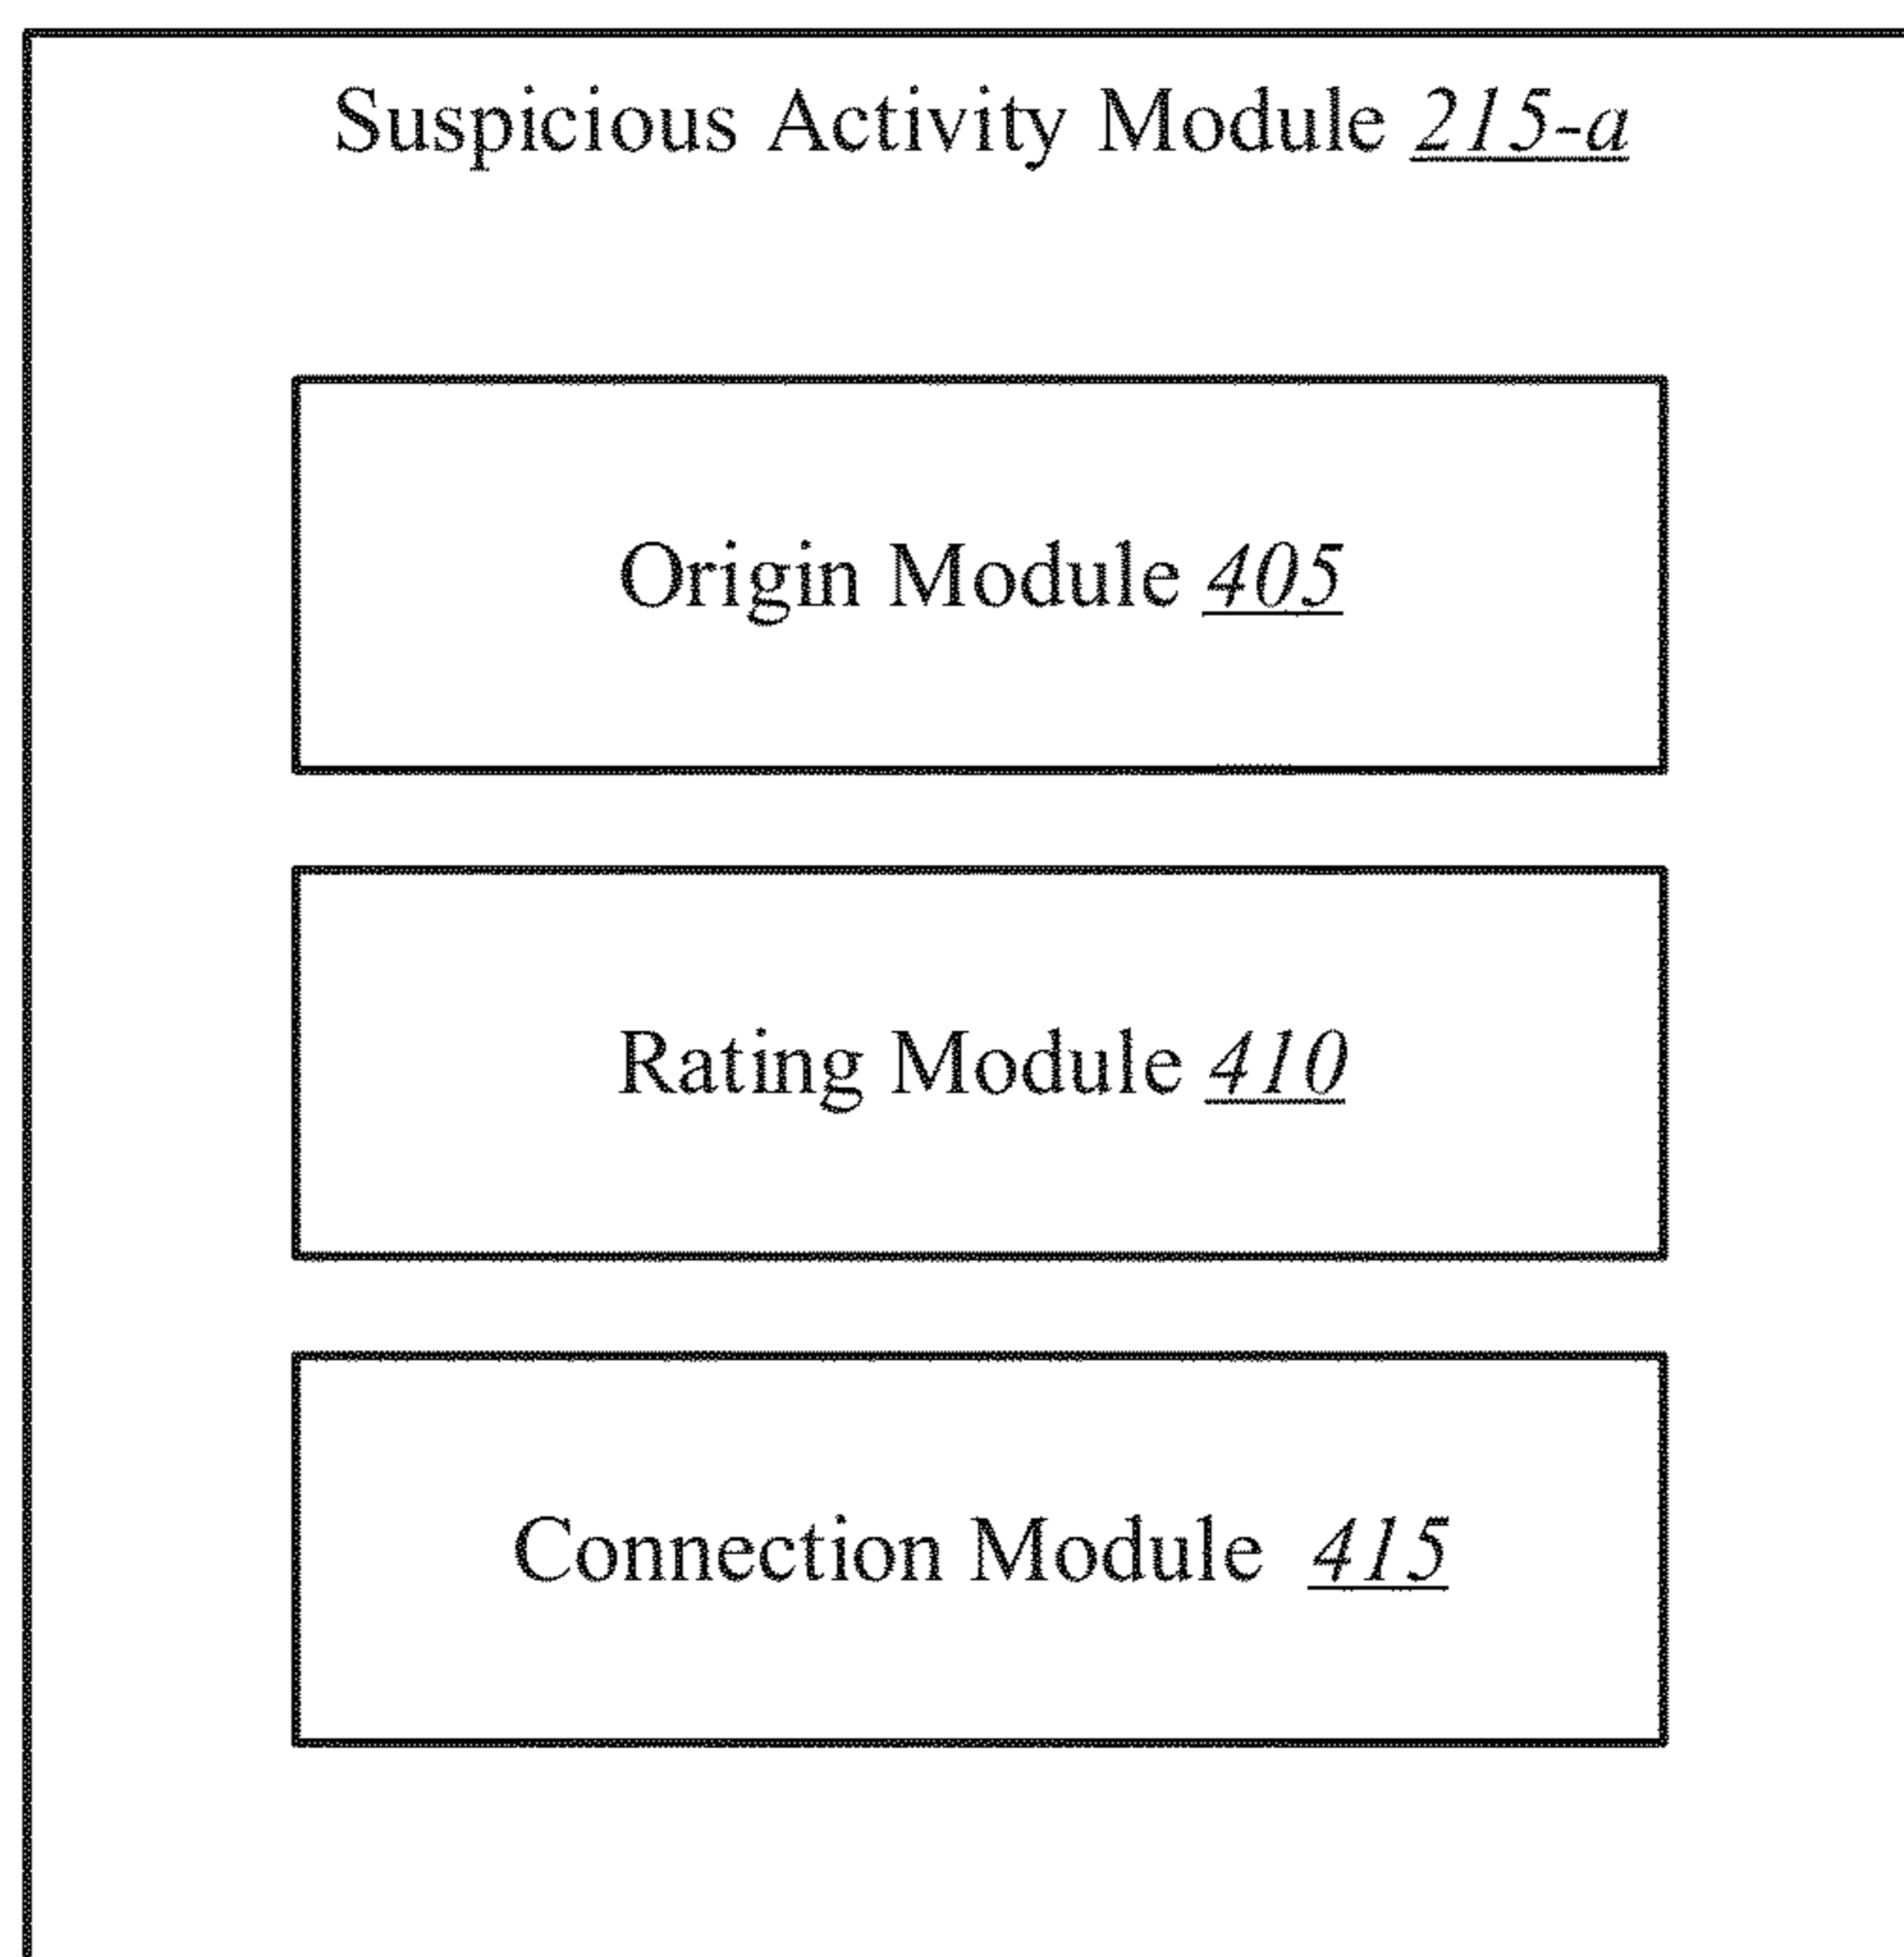 Suspicious Activity Module 215-a
Origin Module 405
Rating Module 410
Connection Module 415